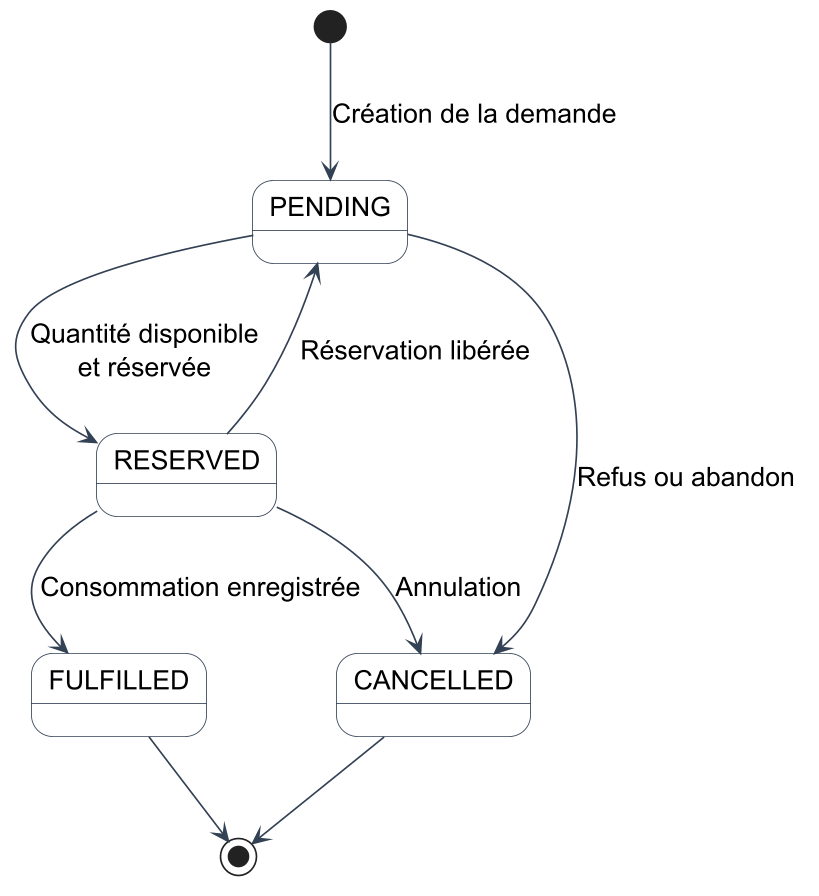 Création de la demande
PENDING
Quantité disponible
et réservée
Réservation libérée
RESERVED
Refus ou abandon
Consommation enregistrée
Annulation
FULFILLED
CANCELLED